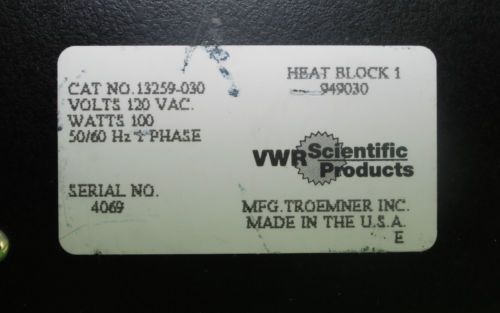 CAT NO. 13259-030
VOLTS 120 VAC.
WATTS 100
50/60 Hz 1 PHASE
HEAT BLOCK 1
949030
VWR Scientific
Products
SERIAL NO.
4069
MFG. TROEMNER INC.
MADE IN THE U.S.A.
E